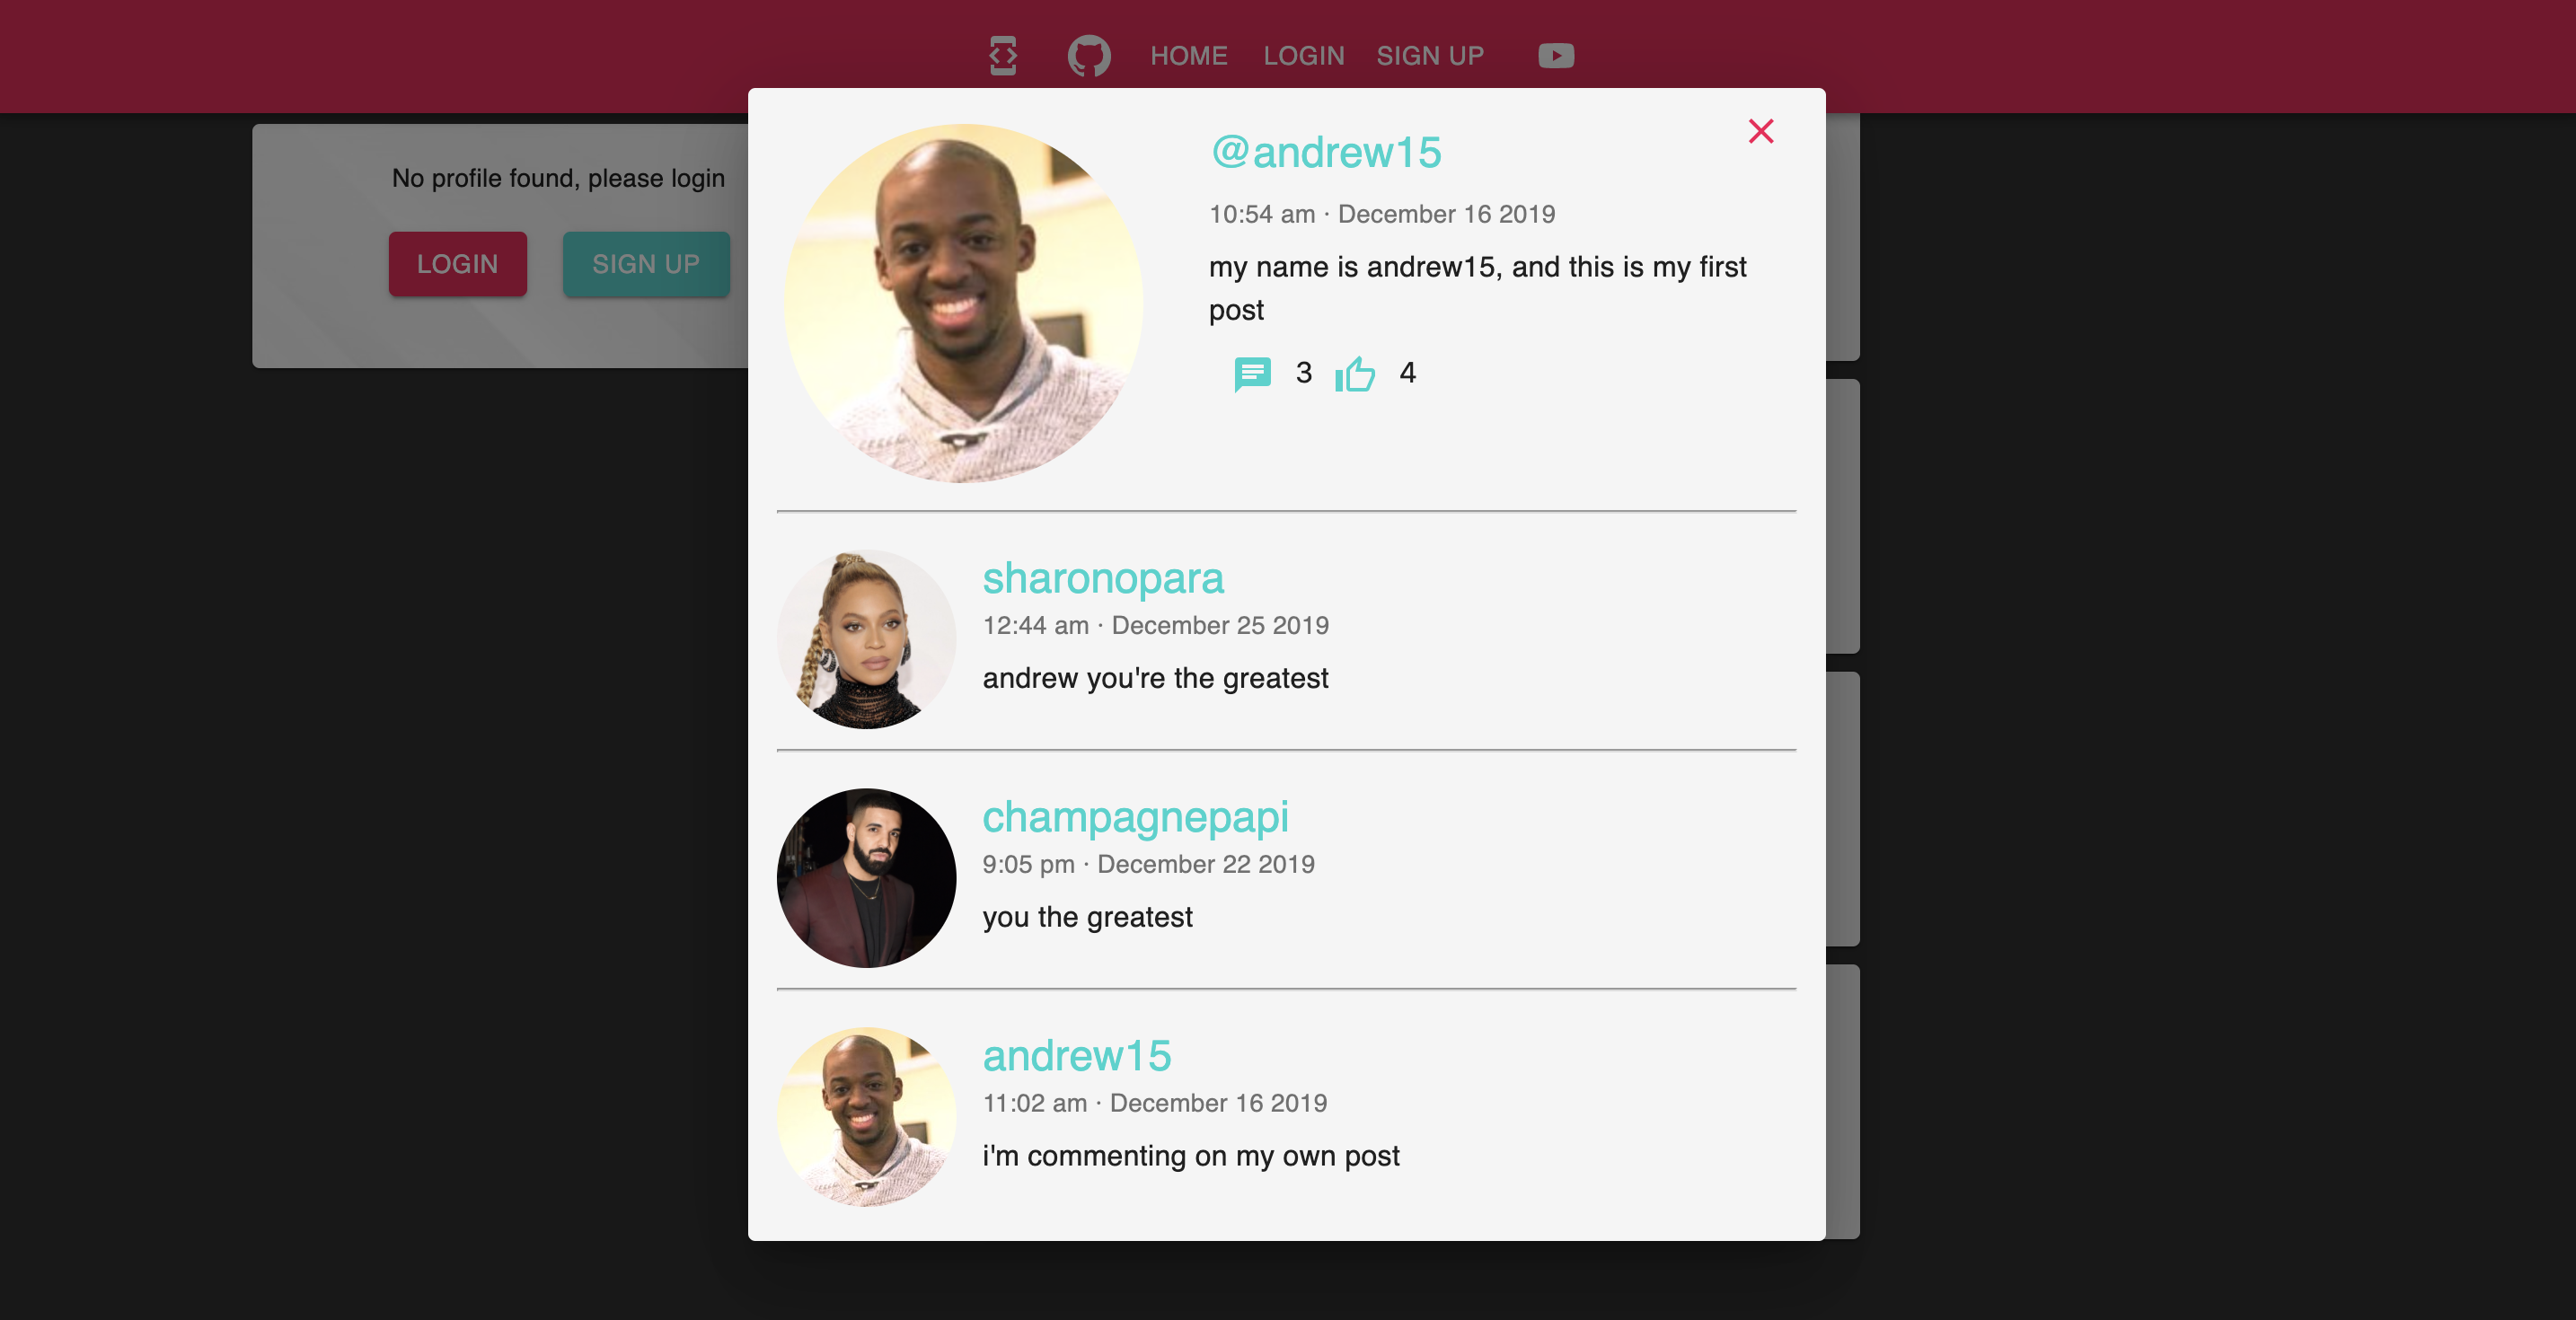 HOME LOGIN SIGN UP
No profile found, please login
LOGIN SIGN UP
@andrew15
10:54 am · December 16 2019
my name is andrew15, and this is my first
post
3 4
sharonopara
12:44 am · December 25 2019
andrew you're the greatest
champagnepapi
9:05 pm · December 22 2019
you the greatest
andrew15
11:02 am · December 16 2019
i'm commenting on my own post